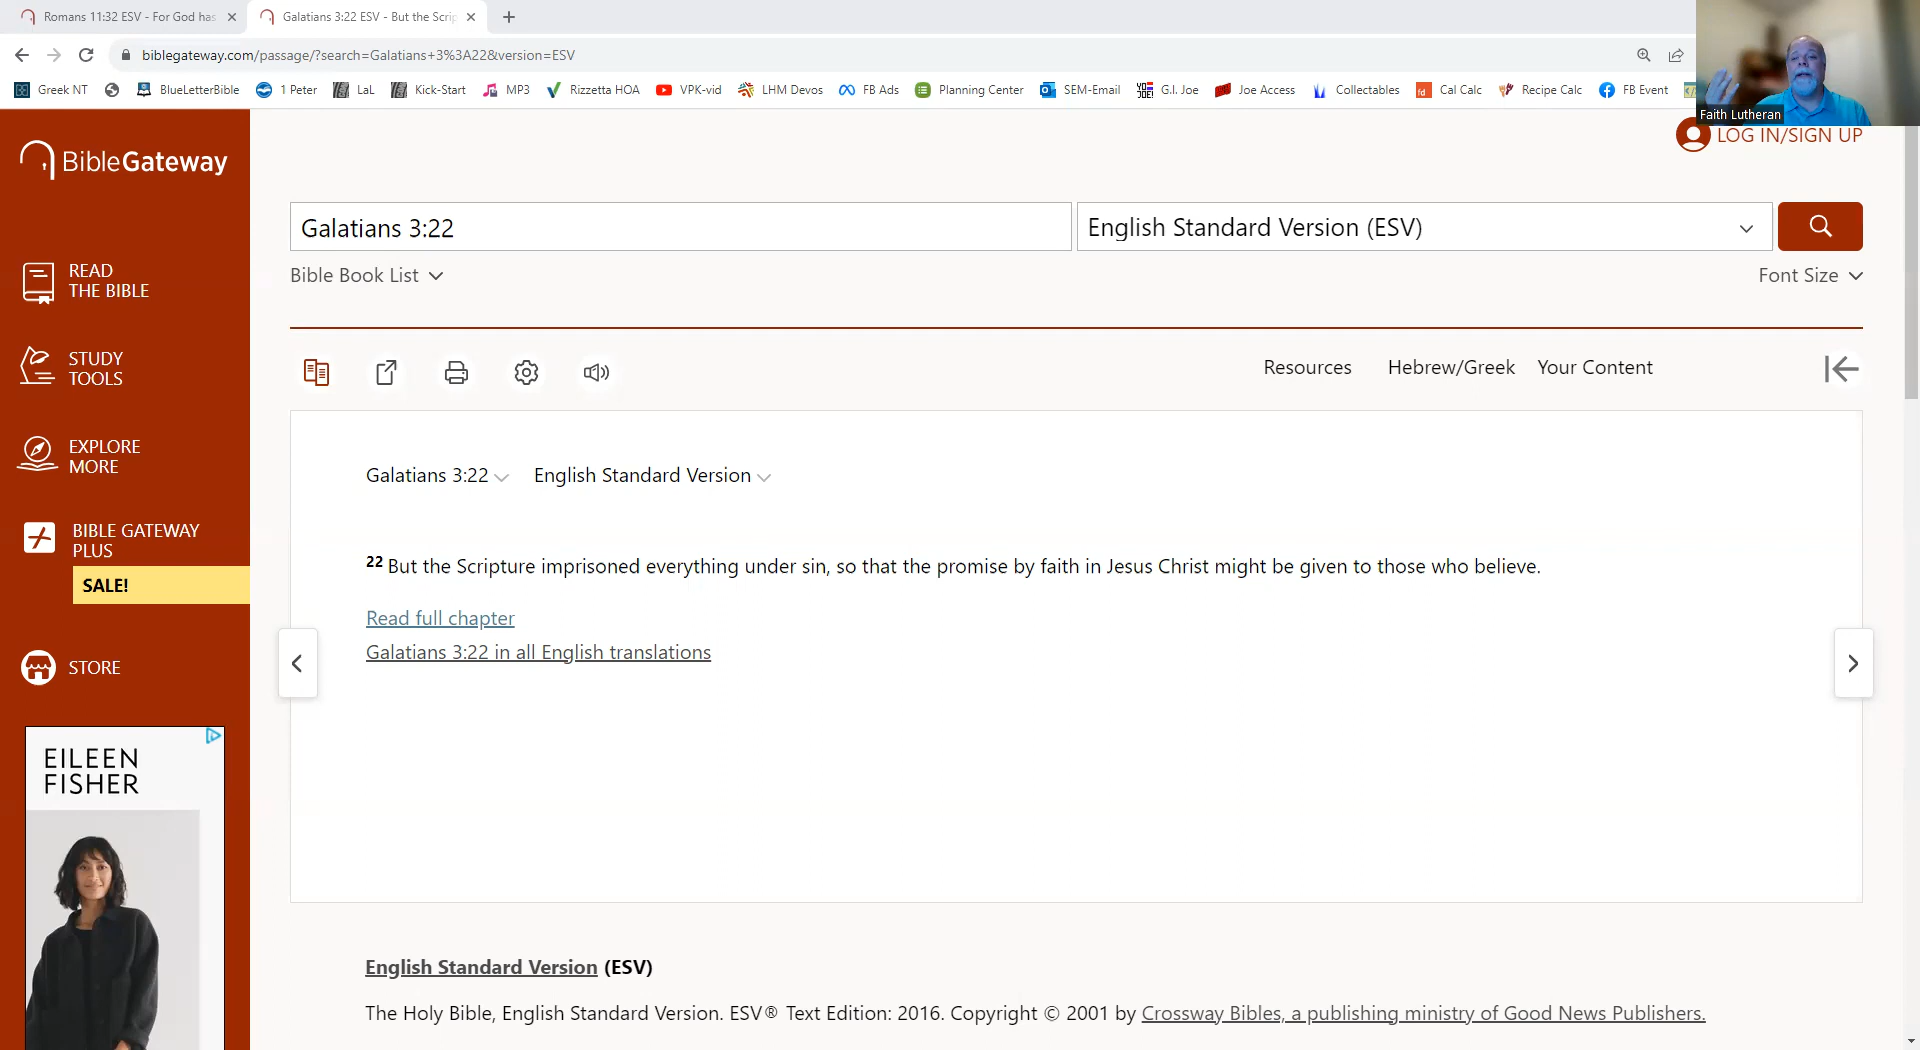 Romans 11:32 ESV - For God has
Galatians 3:22 ESV - But the Scrip
biblegateway.com/passage/?search=Galatians+3%3A22&version=ESV
Greek NT
BlueLetterBible
1 Peter
LaL
Kick-Start
MP3
Rizzetta HOA
VPK-vid
LHM Devos
FB Ads
Planning Center
SEM-Email
G.I. Joe
Joe Access
Collectables
Cal Calc
Recipe Calc
FB Event
Faith Lutheran
LOG IN/SIGN UP
BibleGateway
Galatians 3:22
English Standard Version (ESV)
Bible Book List
Font Size
READ
THE BIBLE
STUDY
TOOLS
EXPLORE
MORE
BIBLE GATEWAY
PLUS
SALE!
STORE
EILEEN
FISHER
Resources
Hebrew/Greek
Your Content
Galatians 3:22
English Standard Version
22 But the Scripture imprisoned everything under sin, so that the promise by faith in Jesus Christ might be given to those who believe.
Read full chapter
Galatians 3:22 in all English translations
English Standard Version (ESV)
The Holy Bible, English Standard Version. ESV® Text Edition: 2016. Copyright © 2001 by Crossway Bibles, a publishing ministry of Good News Publishers.